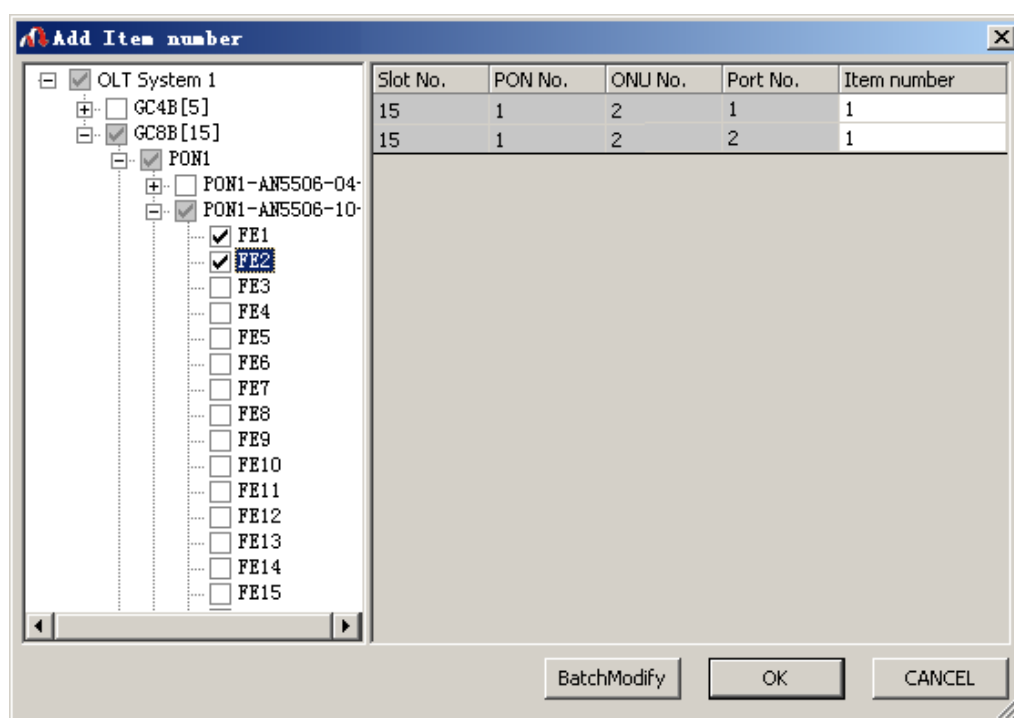 Add Item number
OLT System 1
GC4B[5]
GC8B[15]
PON1
PON1-AN5506-04-
PON1-AN5506-10-
FE1
FE2
FE3
FE4
FE5
FE6
FE7
FE8
FE9
FE10
FE11
FE12
FE13
FE14
FE15
Slot No. PON No. ONU No. Port No. Item number
15 1 2 1 1
15 1 2 2 1
BatchModify OK CANCEL